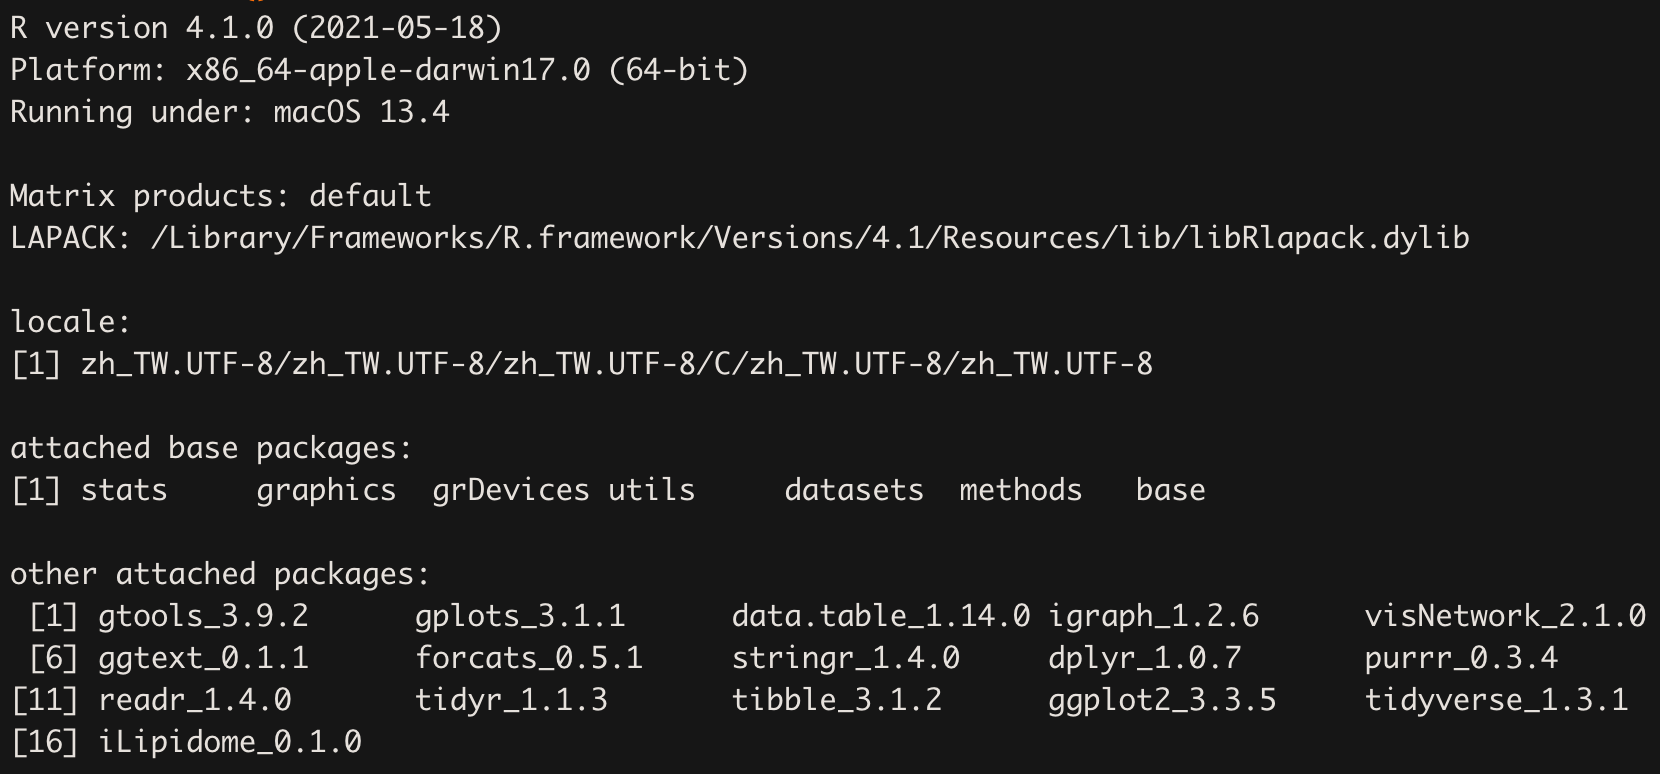 R version 4.1.0 (2021-05-18)
Platform: x86_64-apple-darwin17.0 (64-bit)
Running under: macOS 13.4

Matrix products: default
LAPACK: /Library/Frameworks/R.framework/Versions/4.1/Resources/lib/libRlapack.dylib

locale:
[1] zh_TW.UTF-8/zh_TW.UTF-8/zh_TW.UTF-8/C/zh_TW.UTF-8/zh_TW.UTF-8

attached base packages:
[1] stats     graphics  grDevices utils     datasets  methods   base

other attached packages:
 [1] gtools_3.9.2      gplots_3.1.1      data.table_1.14.0 igraph_1.2.6      visNetwork_2.1.0
 [6] ggtext_0.1.1      forcats_0.5.1     stringr_1.4.0     dplyr_1.0.7       purrr_0.3.4
[11] readr_1.4.0       tidyr_1.1.3       tibble_3.1.2      ggplot2_3.3.5     tidyverse_1.3.1
[16] iLipidome_0.1.0